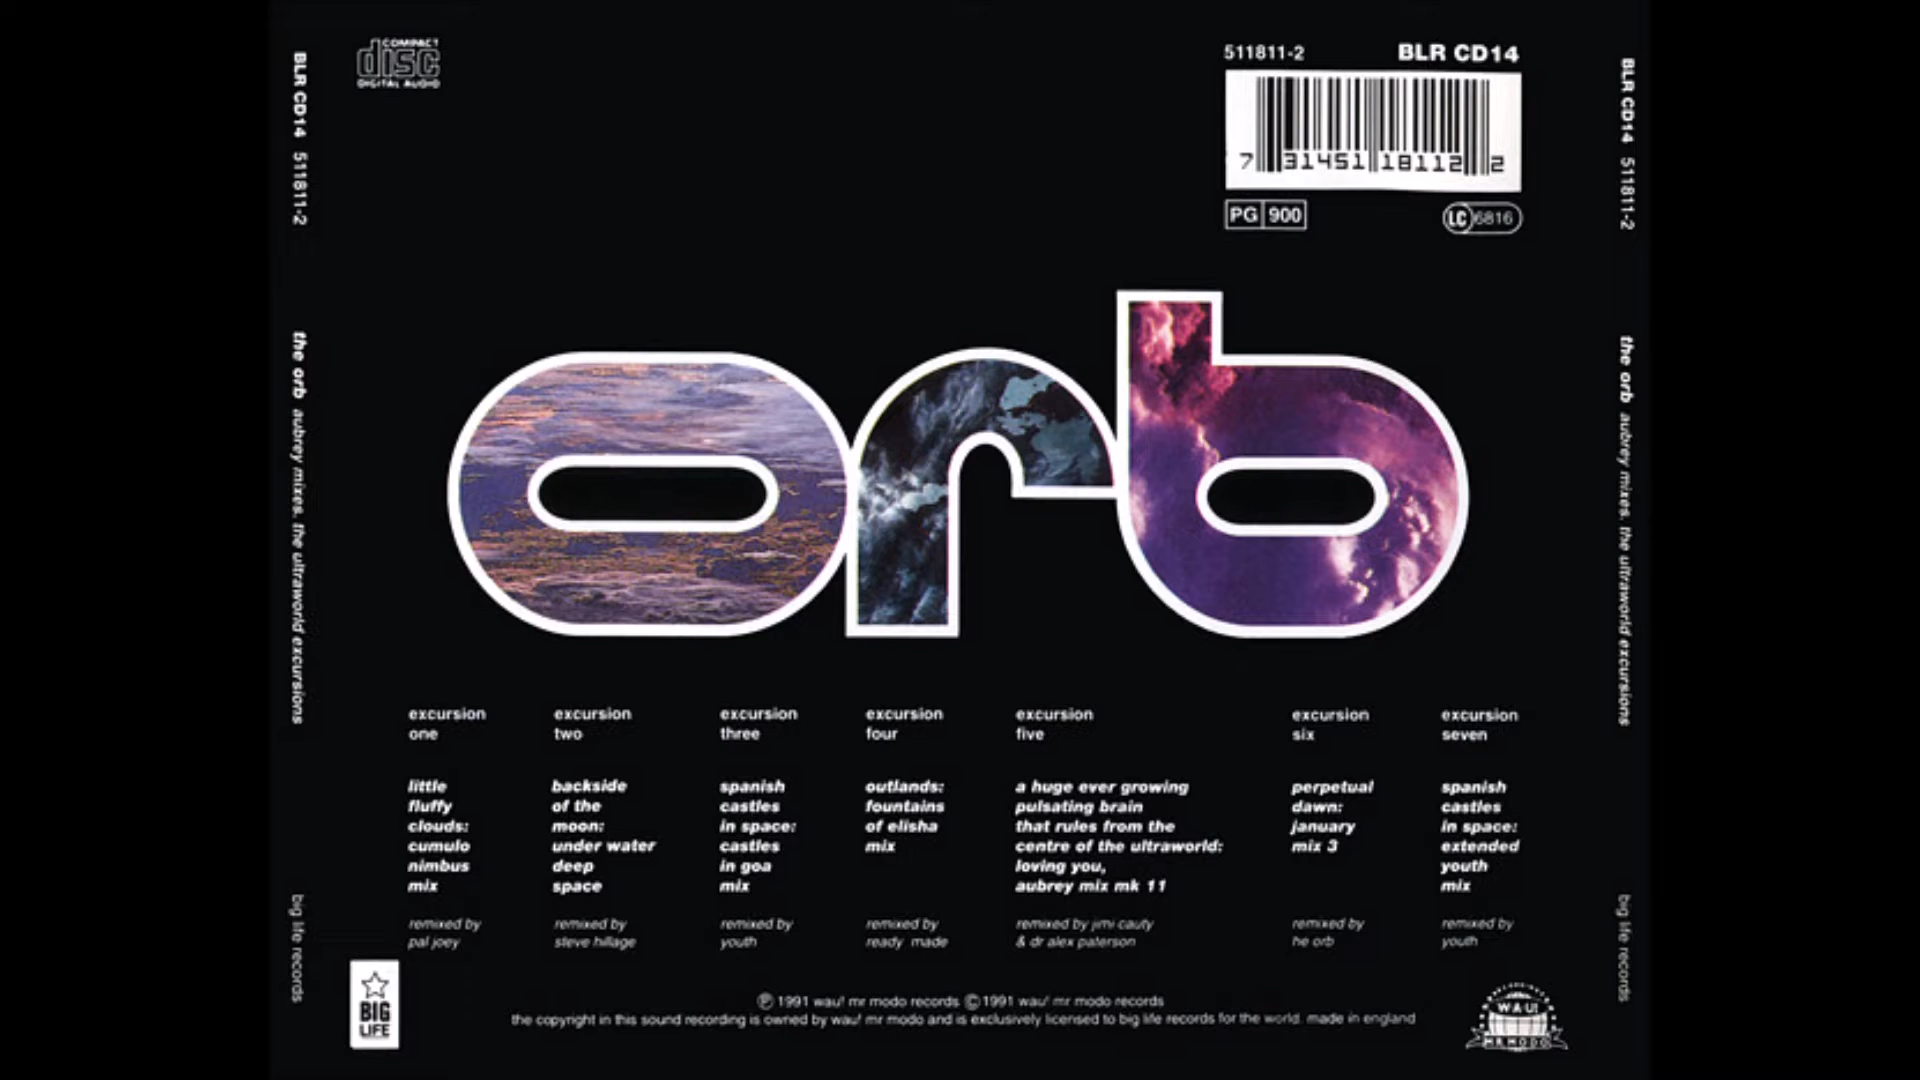 COMPACT
disc
DIGITAL AUDIO
511811-2 BLR CD14
7 31451 18112 2
PG 900
LC 6816
BLR CD14 511811-2
the orb aubrey mixes. the ultraworld excursions
big life records
BLR CD14 511811-2
the orb aubrey mixes. the ultraworld excursions
big life records
orb
excursion
one
little
fluffy
clouds:
cumulo
nimbus
mix
remixed by
pal joey
excursion
two
backside
of the
moon:
under water
deep
space
remixed by
steve hillage
excursion
three
spanish
castles
in space:
castles
in goa
mix
remixed by
youth
excursion
four
outlands:
fountains
of elisha
mix
remixed by
ready made
excursion
five
a huge ever growing
pulsating brain
that rules from the
centre of the ultraworld:
loving you,
aubrey mix mk 11
remixed by jimi cauty
& dr alex paterson
excursion
six
perpetual
dawn:
january
mix 3
remixed by
he orb
excursion
seven
spanish
castles
in space:
extended
youth
mix
remixed by
youth
℗ 1991 wau! mr modo records © 1991 wau! mr modo records
the copyright in this sound recording is owned by wau! mr modo and is exclusively licensed to big life records for the world. made in england
BIG
LIFE
WAU!
MR MODO